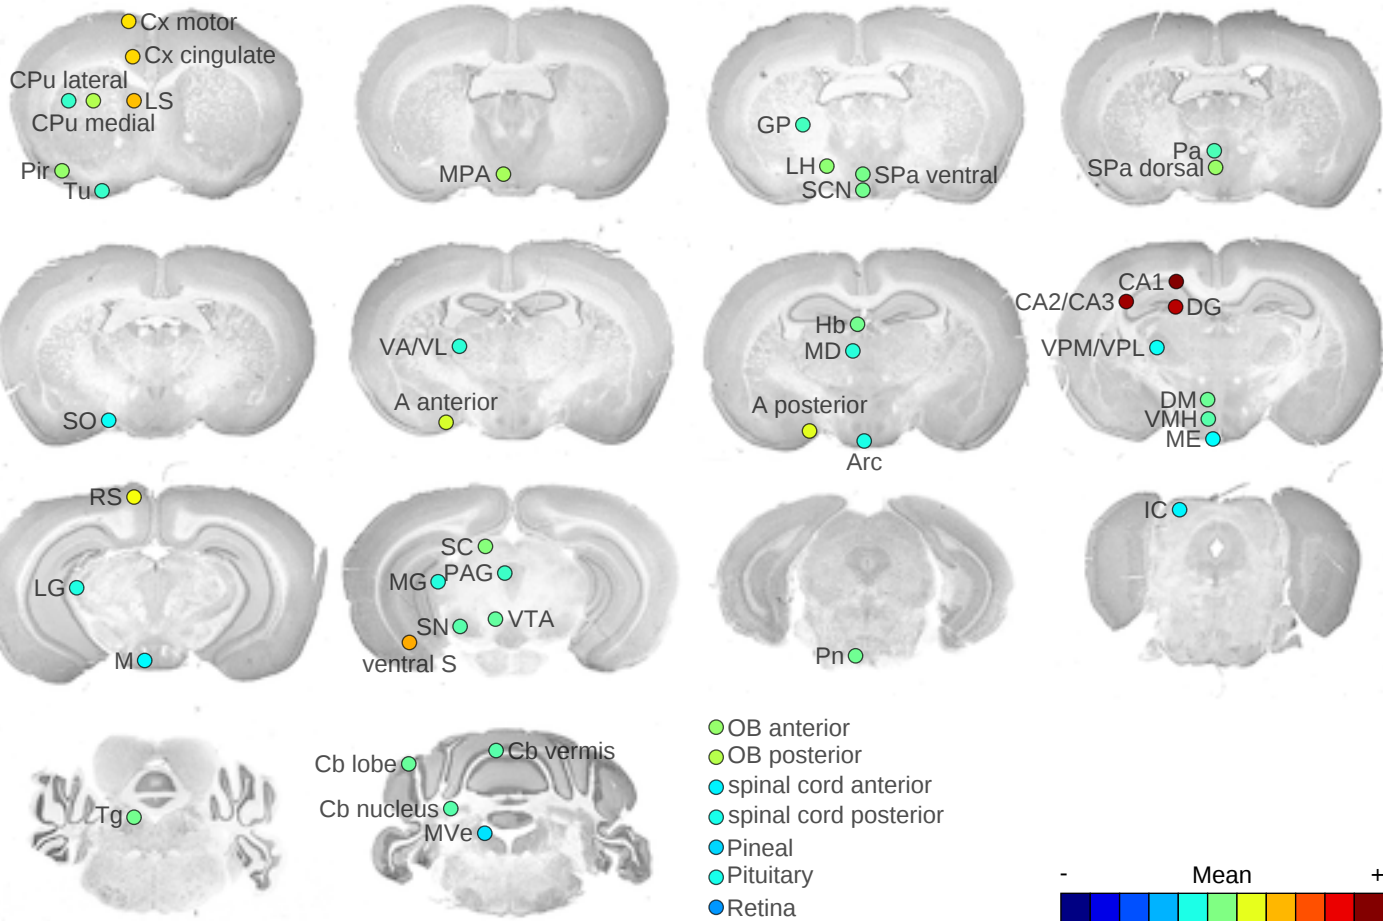 Cx motor
Cx cingulate
CPu lateral
LS
CPu medial
Pir
Tu
MPA
GP
LH
SPa ventral
SCN
Pa
SPa dorsal
SO
VA/VL
A anterior
Hb
MD
A posterior
Arc
CA1
CA2/CA3
DG
VPM/VPL
DM
VMH
ME
RS
LG
M
SC
MG
PAG
SN
VTA
ventral S
Pn
IC
Tg
Cb lobe
Cb vermis
Cb nucleus
MVe
OB anterior
OB posterior
spinal cord anterior
spinal cord posterior
Pineal
Pituitary
Retina
- Mean +